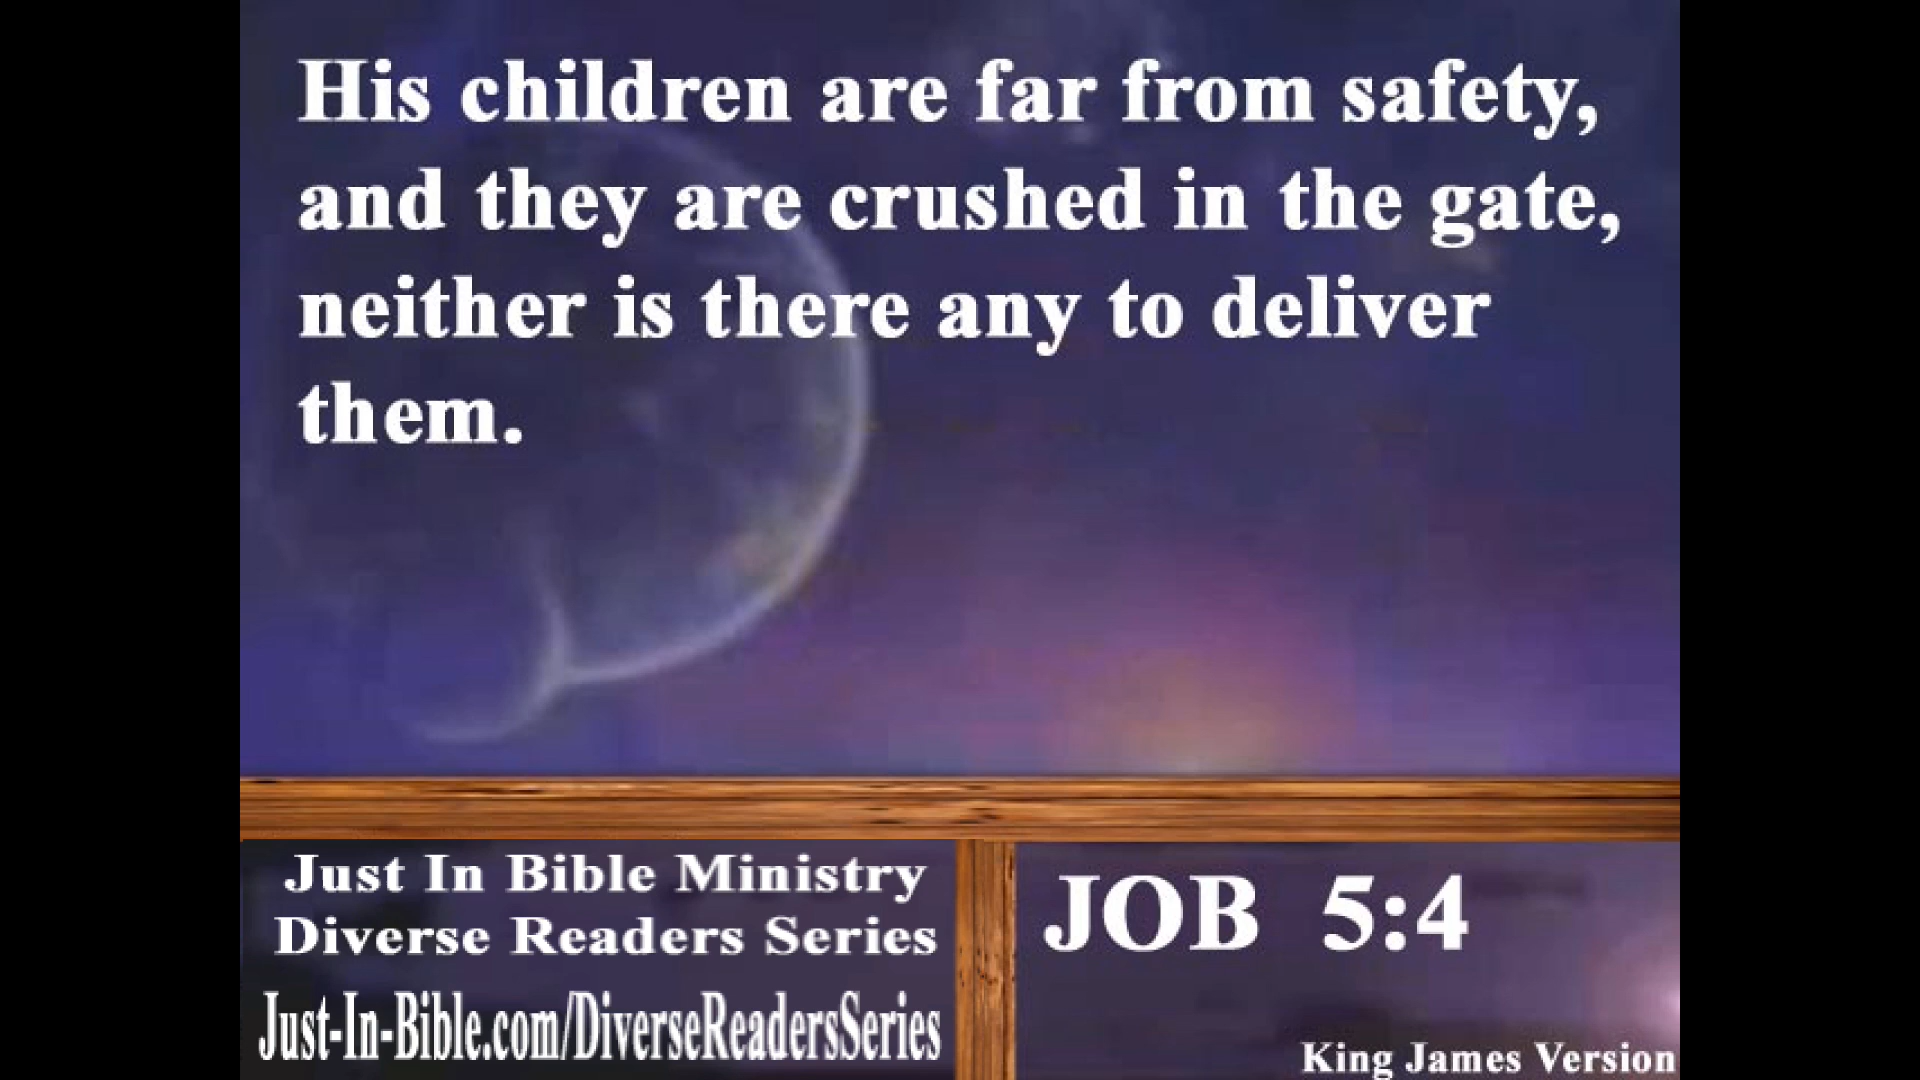 His children are far from safety,
and they are crushed in the gate,
neither is there any to deliver
them.
Just In Bible Ministry
Diverse Readers Series
Just-In-Bible.com/DiverseReadersSeries
JOB 5:4
King James Version